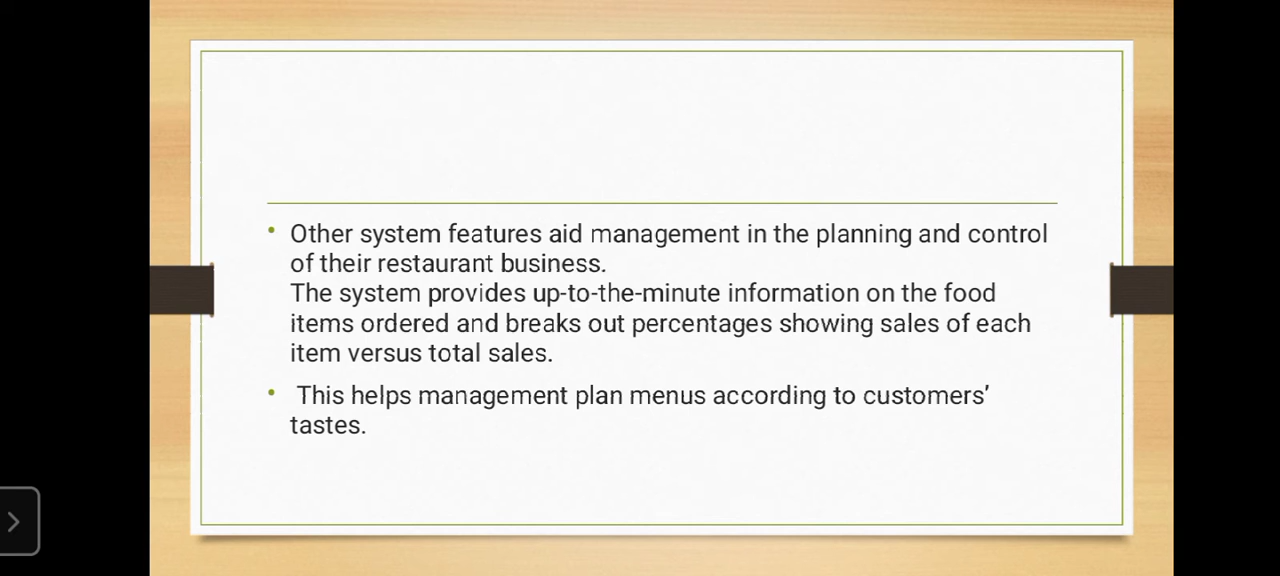 • Other system features aid management in the planning and control
of their restaurant business.
The system provides up-to-the-minute information on the food
items ordered and breaks out percentages showing sales of each
item versus total sales.
• This helps management plan menus according to customers’
tastes.